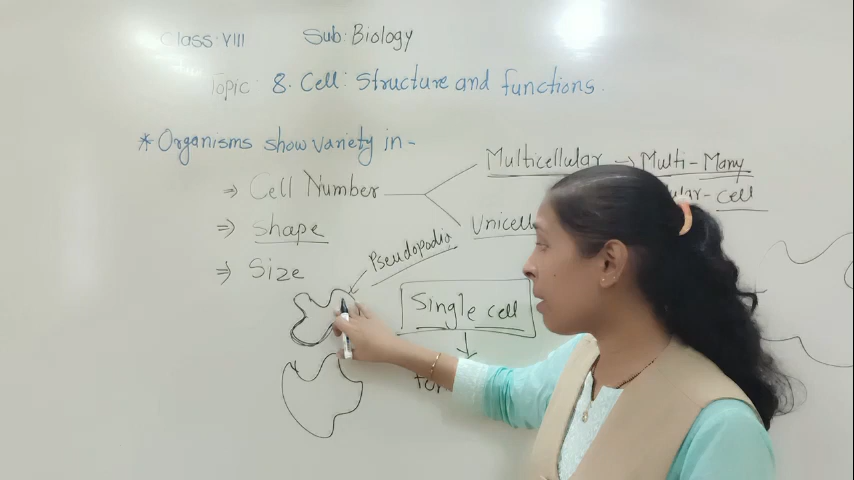 Class: VIII Sub: Biology
Topic: 8. Cell: Structure and functions.
* Organisms show variety in -
⇒ Cell Number
Multicellular → Multi - Many
- cell
⇒ Shape
⇒ Size
Pseudopodia
Single cell